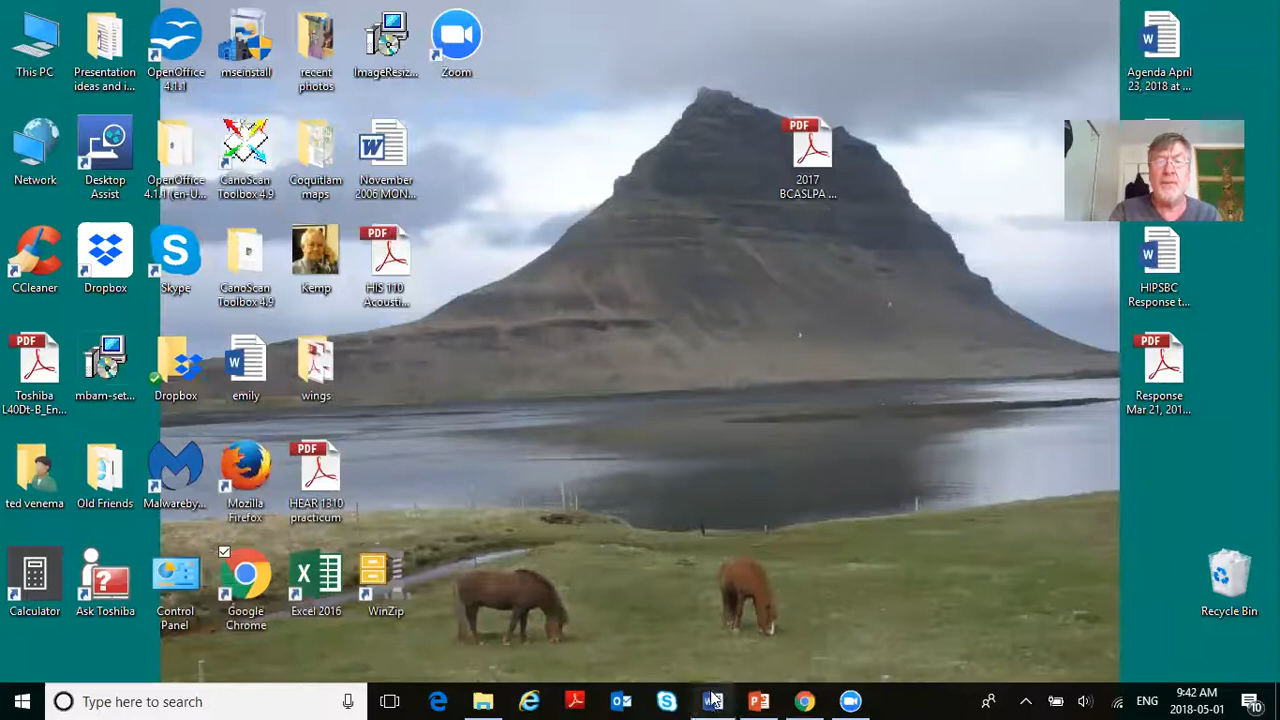 This PC
Presentation
ideas and i...
OpenOffice
4.1.1
mseinstall
recent
photos
ImageResiz...
Zoom
Agenda April
23, 2018 at ...
Network
Desktop
Assist
OpenOffice
4.1.1 (en-U...
CanoScan
Toolbox 4.9
Coquitlam
maps
November
2006 MON...
PDF
2017
BCASLPA ...
CCleaner
Dropbox
Skype
CanoScan
Toolbox 4.9
Kemp
PDF
HIS 110
Acousti...
HIPSBC
Response t...
PDF
Toshiba
L40Dt-B_En...
mbam-set...
Dropbox
emily
wings
PDF
Response
Mar 21, 201...
ted venema
Old Friends
Malwareby...
Mozilla
Firefox
PDF
HEAR 1310
practicum
Calculator
Ask Toshiba
Control
Panel
Google
Chrome
Excel 2016
WinZip
Recycle Bin
Type here to search
ENG
9:42 AM
2018-05-01
10